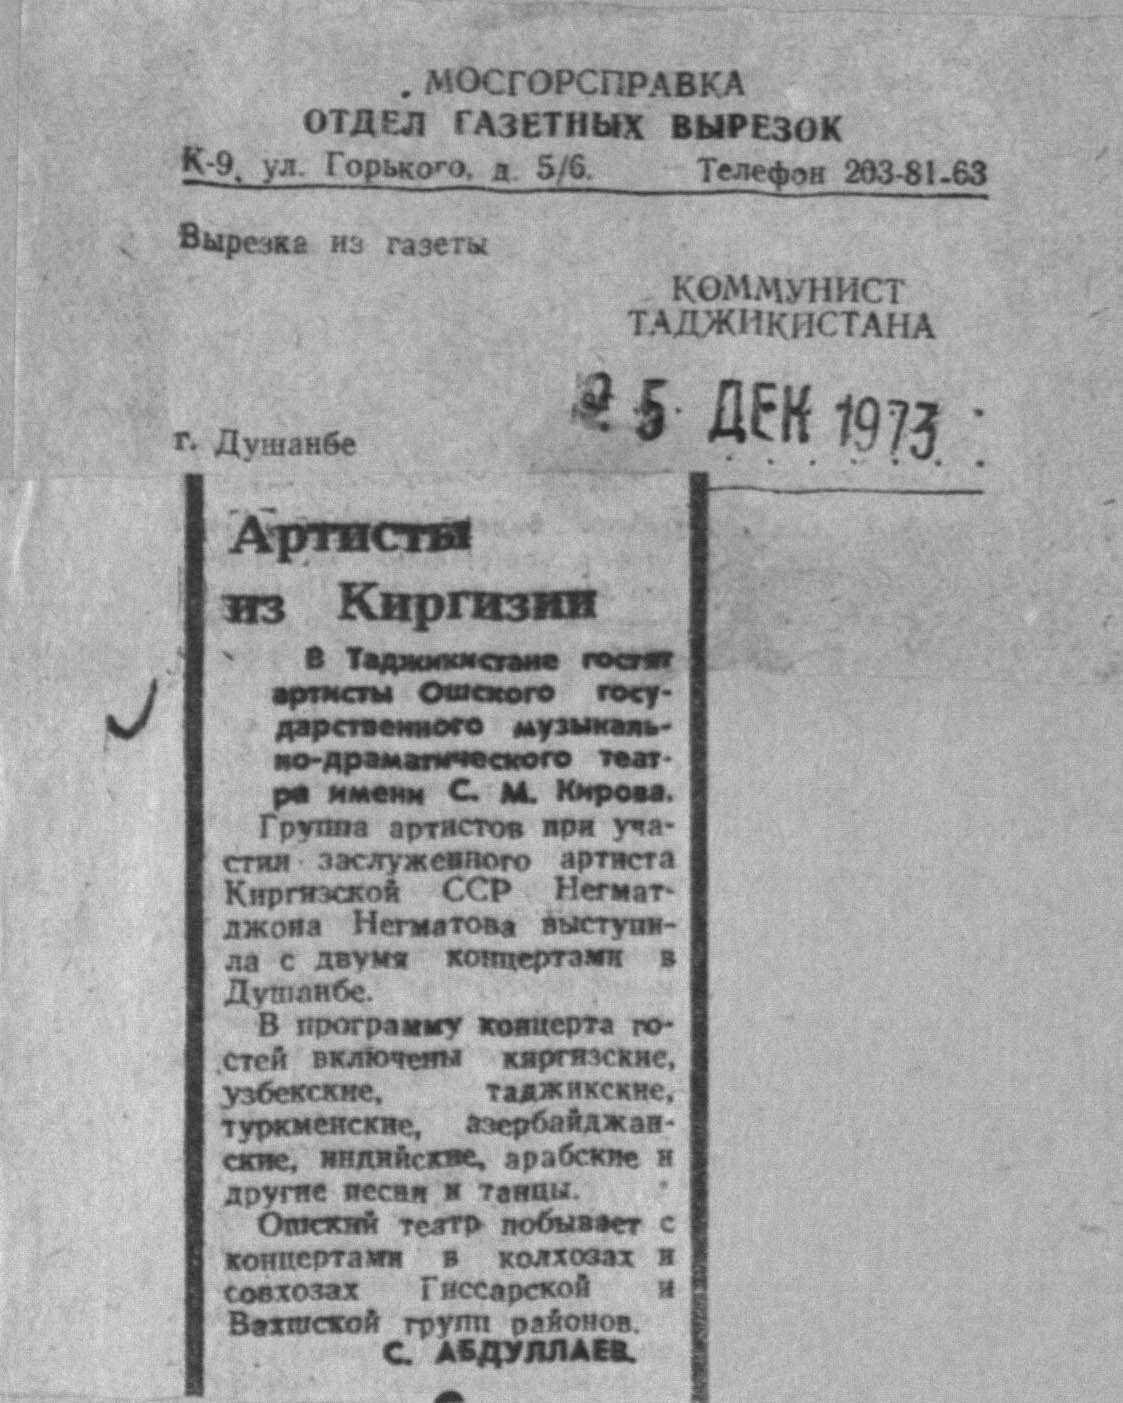 МОСГОРСПРАВКА
ОТДЕЛ ГАЗЕТНЫХ ВЫРЕЗОК
К-9, ул. Горького, д. 5/6. Телефон 203-81-63
Вырезка из газеты
КОММУНИСТ
ТАДЖИКИСТАНА
5 ДЕК 1973
г. Душанбе
Артисты
из Киргизии
В Таджикистане гостят
артисты Ошского госу-
дарственного музыкаль-
но-драматического теат-
ра имени С. М. Кирова.
Группа артистов при уча-
стии заслуженного артиста
Киргизской ССР Негмат-
джона Негматова выступи-
ла с двумя концертами в
Душанбе.
В программу концерта го-
стей включены киргизские,
узбекские, таджикские,
туркменские, азербайджан-
ские, индийские, арабские и
другие песни и танцы.
Ошский театр побывает с
концертами в колхозах и
совхозах Гиссарской и
Вахшской групп районов.
С. АБДУЛЛАЕВ.